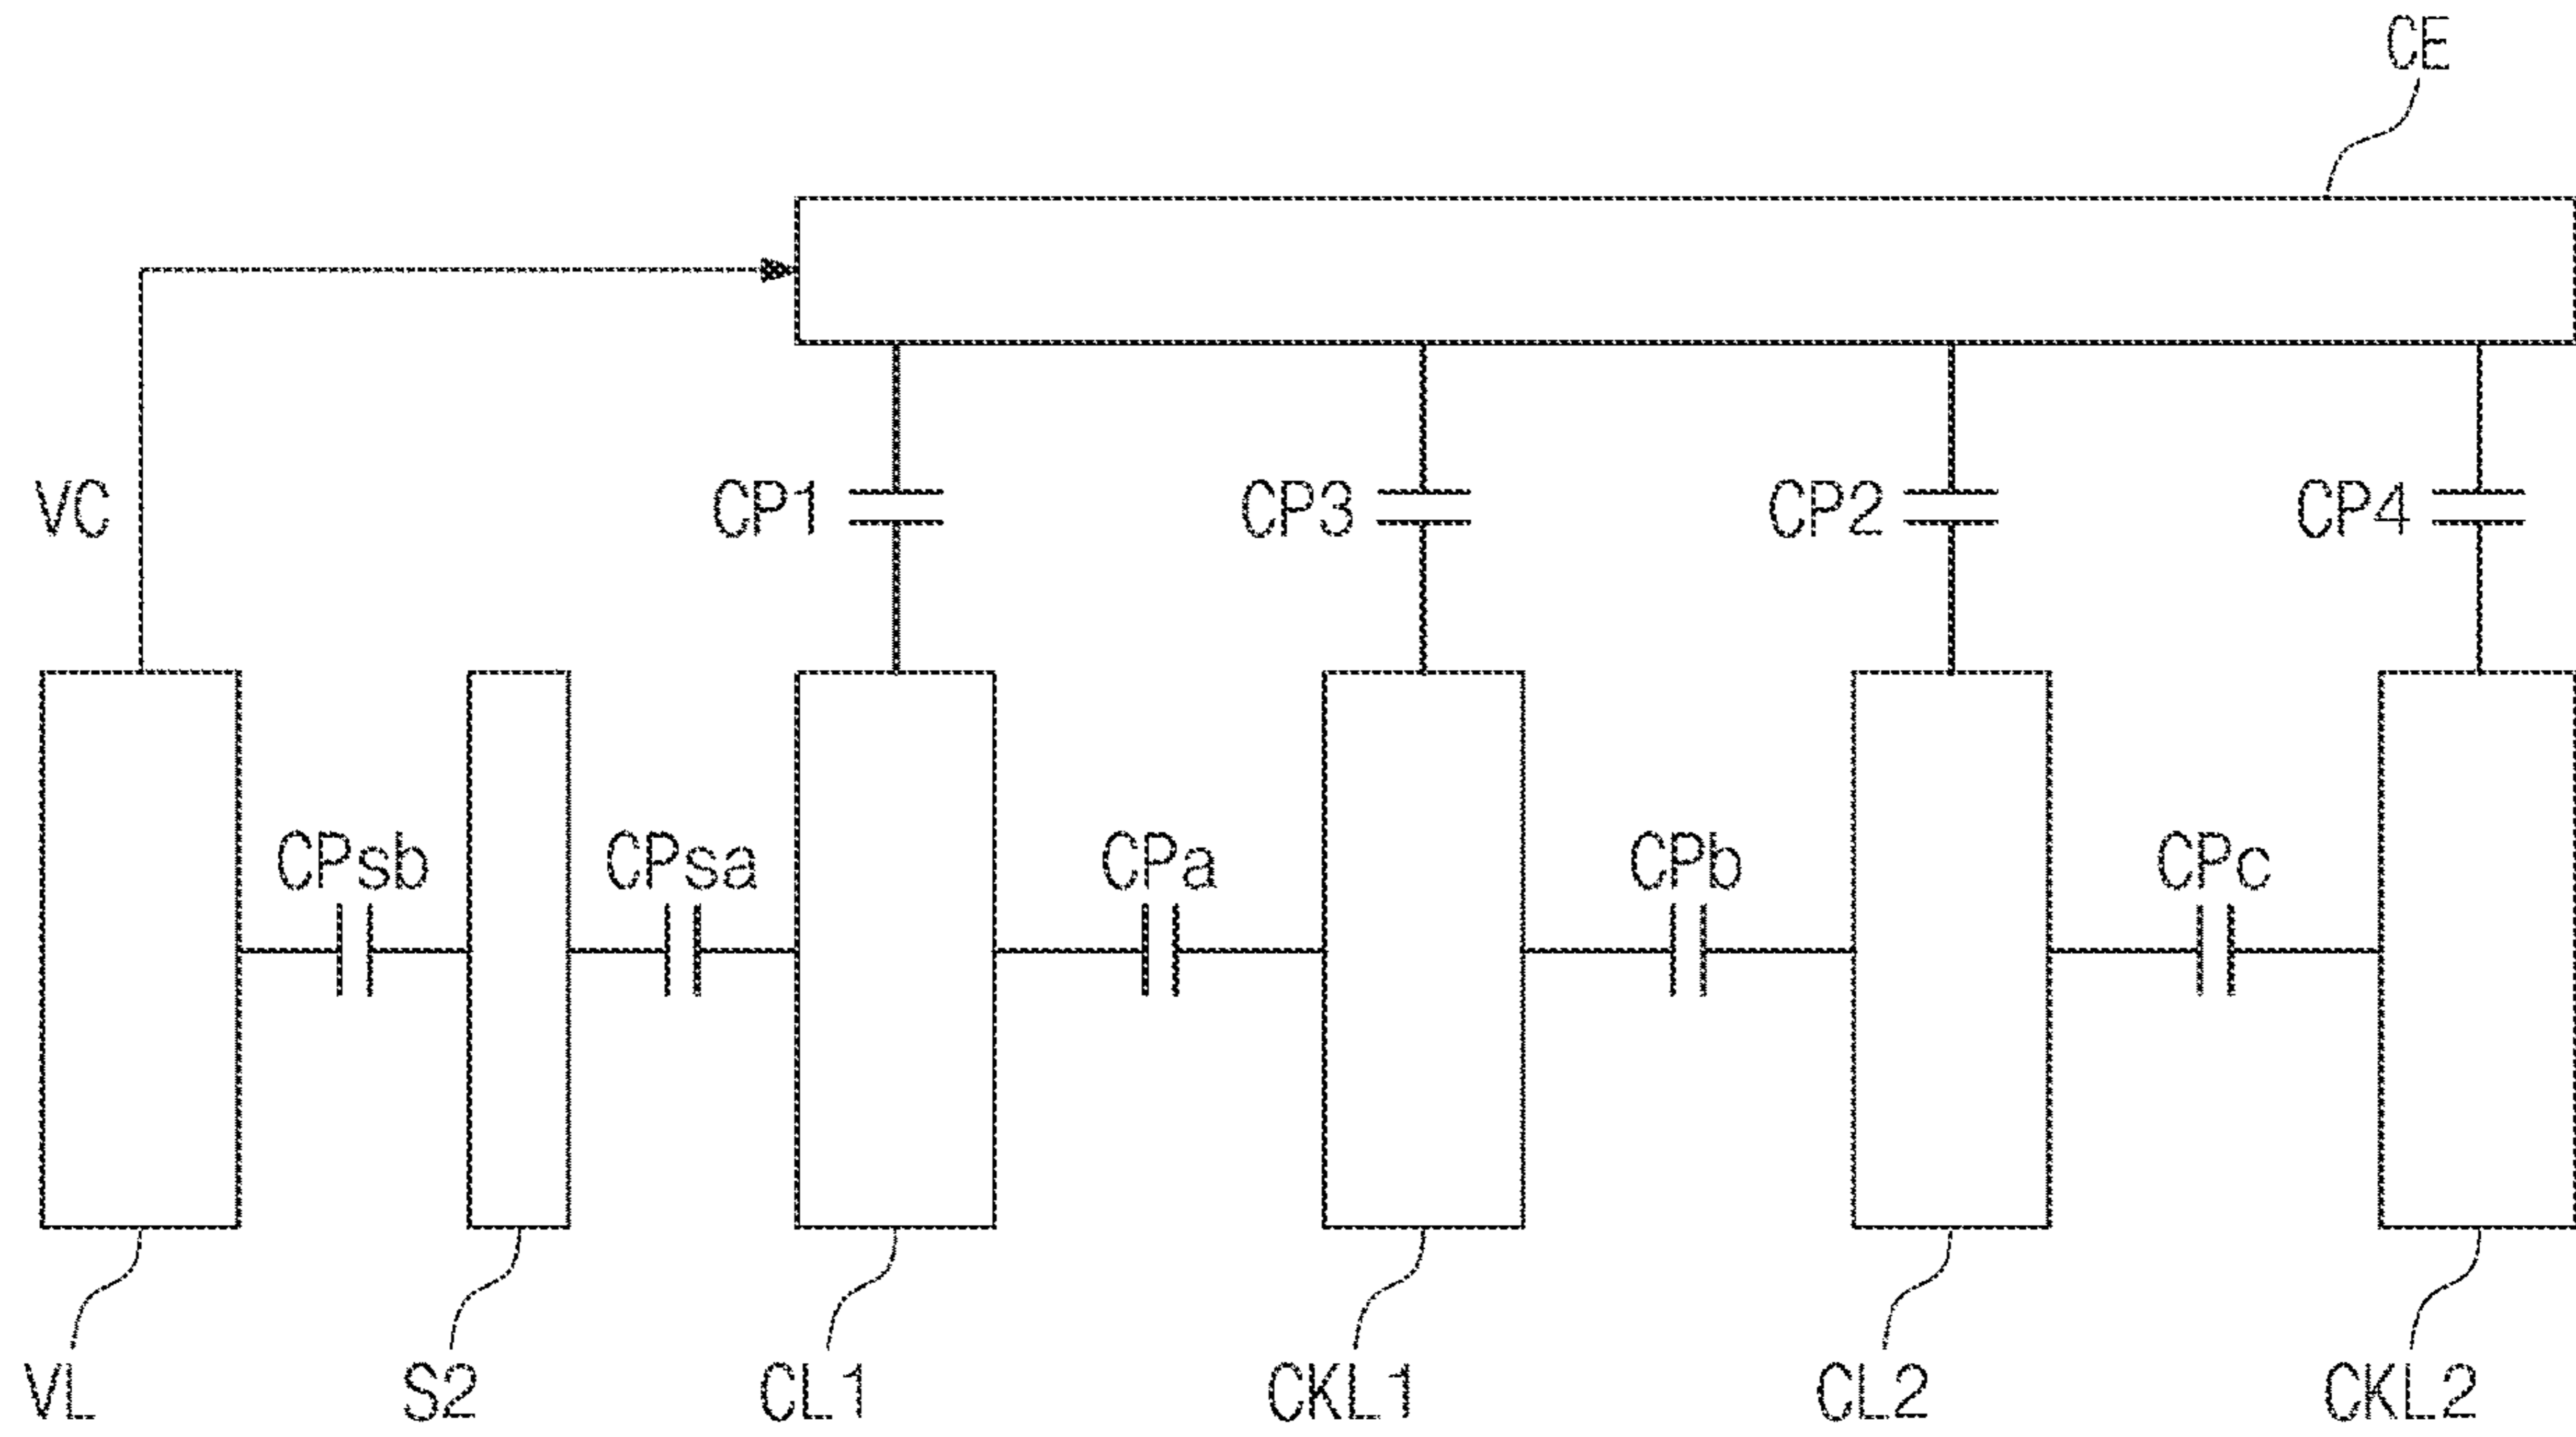 CE
VC
CP1 CP3 CP2 CP4
CPsb CPsa CPa CPb CPc
VL S2 CL1 CKL1 CL2 CKL2